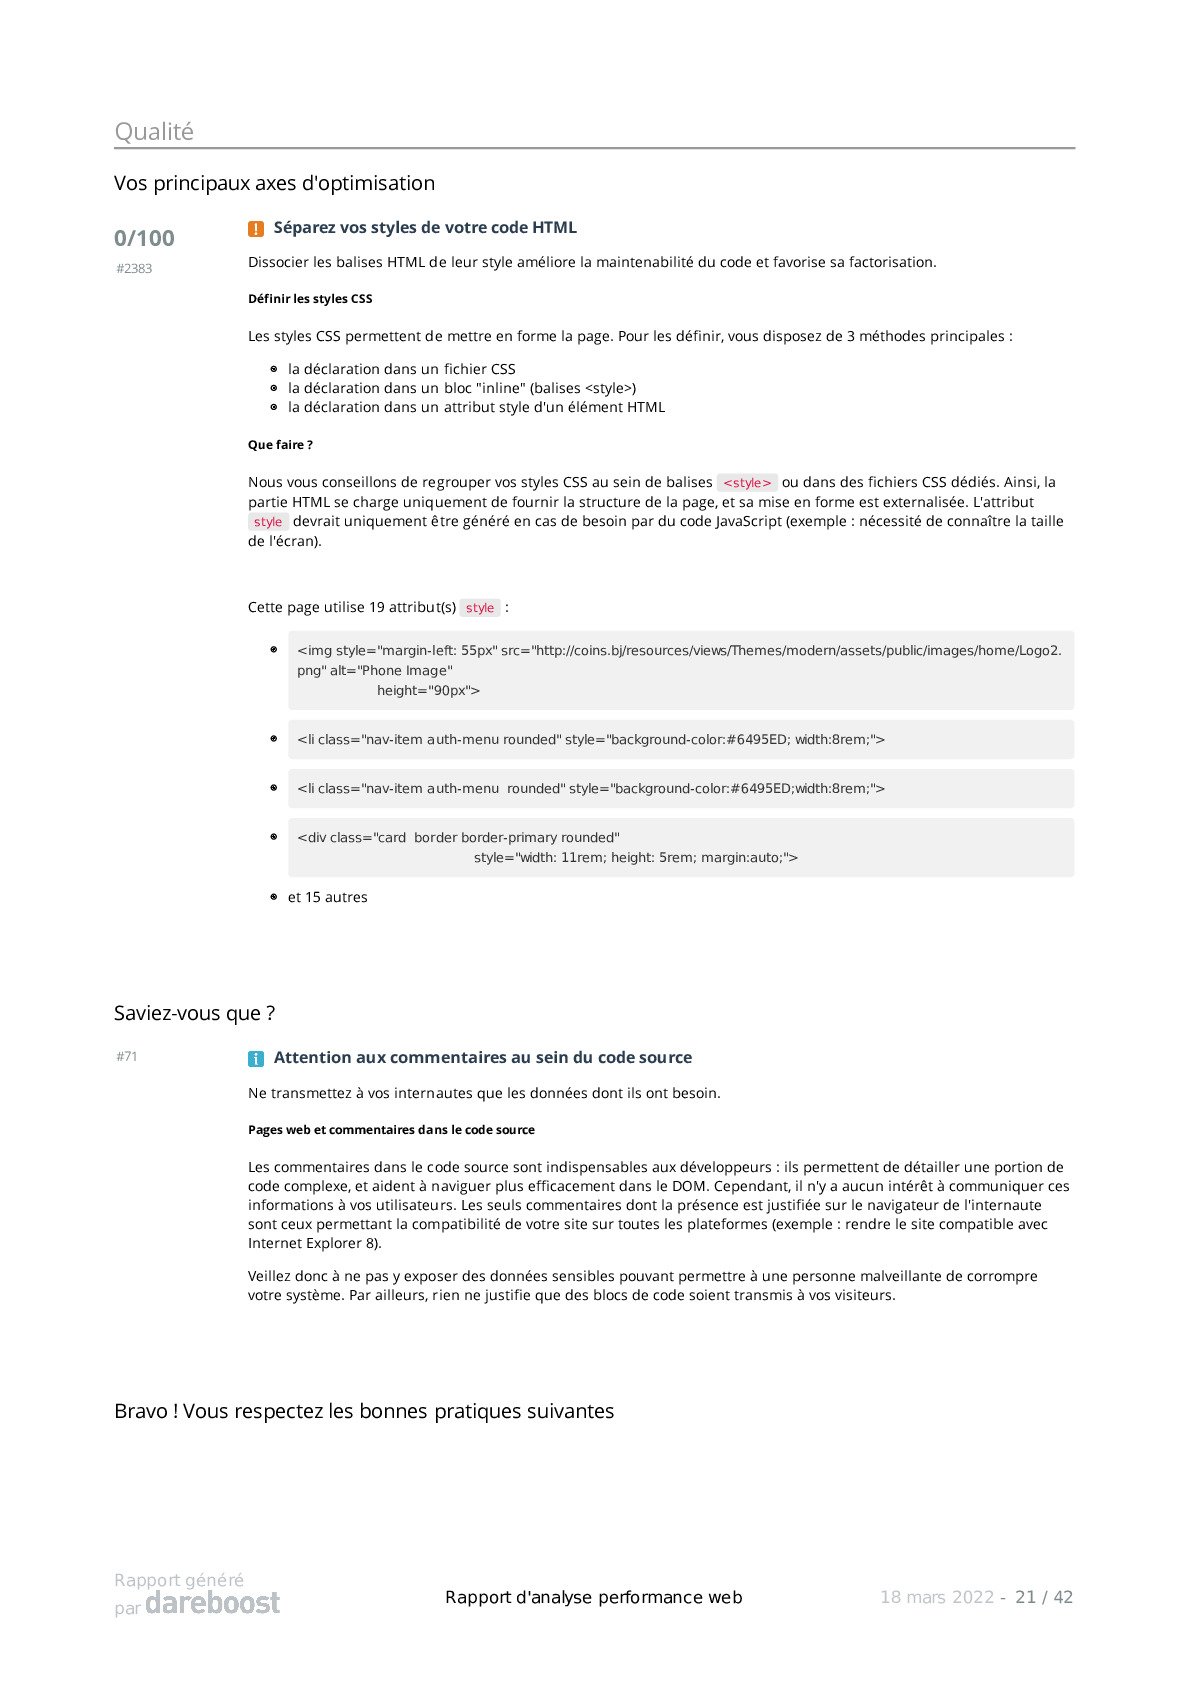 Qualité
Vos principaux axes d'optimisation
0/100
#2383
Séparez vos styles de votre code HTML
Dissocier les balises HTML de leur style améliore la maintenabilité du code et favorise sa factorisation.
Définir les styles CSS
Les styles CSS permettent de mettre en forme la page. Pour les définir, vous disposez de 3 méthodes principales :
la déclaration dans un fichier CSS
la déclaration dans un bloc "inline" (balises <style>)
la déclaration dans un attribut style d'un élément HTML
Que faire ?
Nous vous conseillons de regrouper vos styles CSS au sein de balises <style> ou dans des fichiers CSS dédiés. Ainsi, la
partie HTML se charge uniquement de fournir la structure de la page, et sa mise en forme est externalisée. L'attribut
style devrait uniquement être généré en cas de besoin par du code JavaScript (exemple : nécessité de connaître la taille
de l'écran).
Cette page utilise 19 attribut(s) style :
<img style="margin-left: 55px" src="http://coins.bj/resources/views/Themes/modern/assets/public/images/home/Logo2.
png" alt="Phone Image"
height="90px">
<li class="nav-item auth-menu rounded" style="background-color:#6495ED; width:8rem;">
<li class="nav-item auth-menu  rounded" style="background-color:#6495ED;width:8rem;">
<div class="card  border border-primary rounded"
style="width: 11rem; height: 5rem; margin:auto;">
et 15 autres
Saviez-vous que ?
#71
Attention aux commentaires au sein du code source
Ne transmettez à vos internautes que les données dont ils ont besoin.
Pages web et commentaires dans le code source
Les commentaires dans le code source sont indispensables aux développeurs : ils permettent de détailler une portion de
code complexe, et aident à naviguer plus efficacement dans le DOM. Cependant, il n'y a aucun intérêt à communiquer ces
informations à vos utilisateurs. Les seuls commentaires dont la présence est justifiée sur le navigateur de l'internaute
sont ceux permettant la compatibilité de votre site sur toutes les plateformes (exemple : rendre le site compatible avec
Internet Explorer 8).
Veillez donc à ne pas y exposer des données sensibles pouvant permettre à une personne malveillante de corrompre
votre système. Par ailleurs, rien ne justifie que des blocs de code soient transmis à vos visiteurs.
Bravo ! Vous respectez les bonnes pratiques suivantes
Rapport généré
par dareboost
Rapport d'analyse performance web
18 mars 2022 - 21 / 42